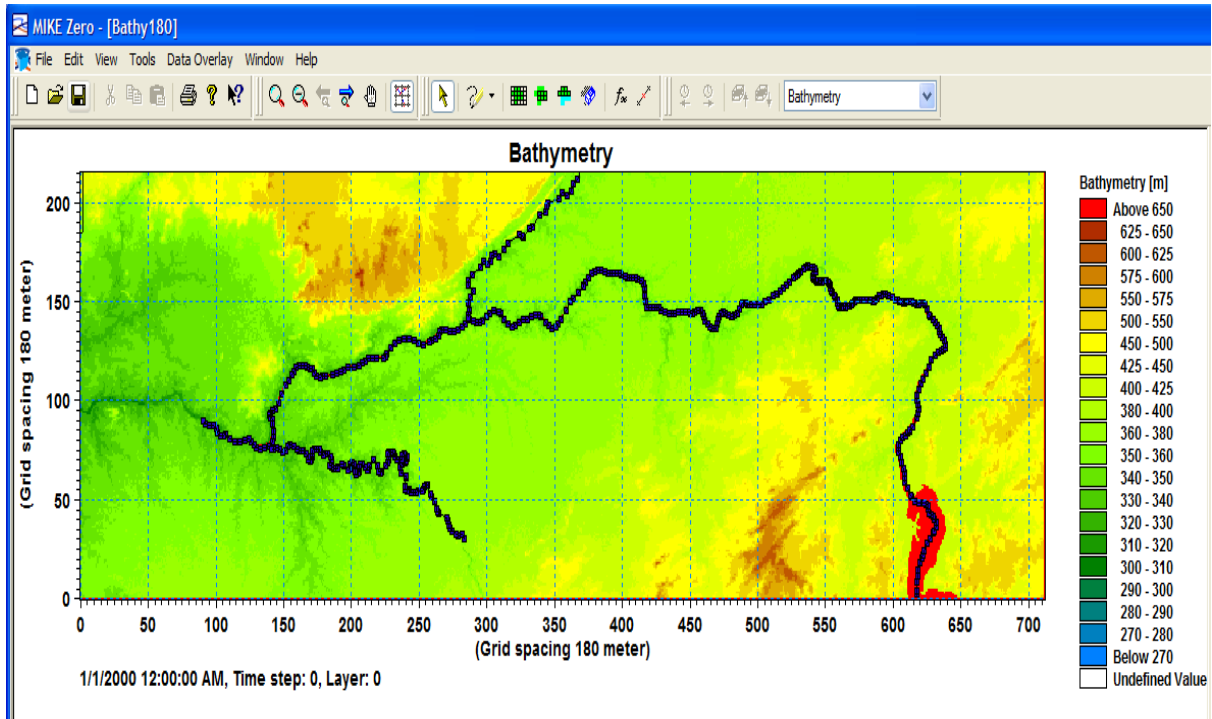 MIKE Zero - [Bathy180]
File Edit View Tools Data Overlay Window Help
Bathymetry
Bathymetry
Bathymetry [m]
Above 650
625 - 650
600 - 625
575 - 600
550 - 575
500 - 550
450 - 500
425 - 450
400 - 425
380 - 400
360 - 380
350 - 360
340 - 350
330 - 340
320 - 330
310 - 320
300 - 310
290 - 300
280 - 290
270 - 280
Below 270
Undefined Value
(Grid spacing 180 meter)
200
150
100
50
0
0 50 100 150 200 250 300 350 400 450 500 550 600 650 700
(Grid spacing 180 meter)
1/1/2000 12:00:00 AM, Time step: 0, Layer: 0